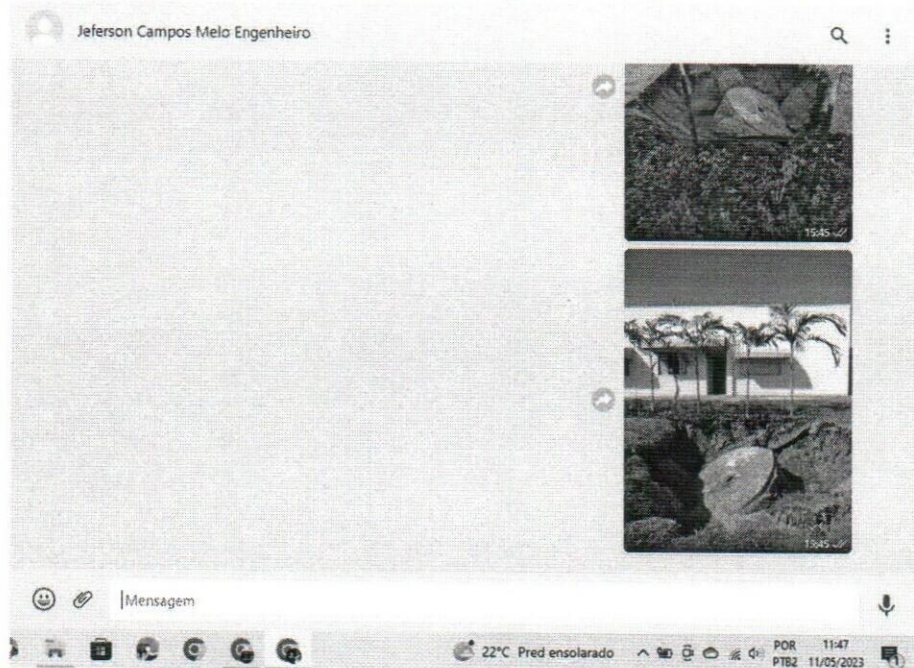 Jeferson Campos Melo Engenheiro
15:45
15:45
Mensagem
22°C Pred ensolarado
POR
PTB2
11:47
11/05/2023